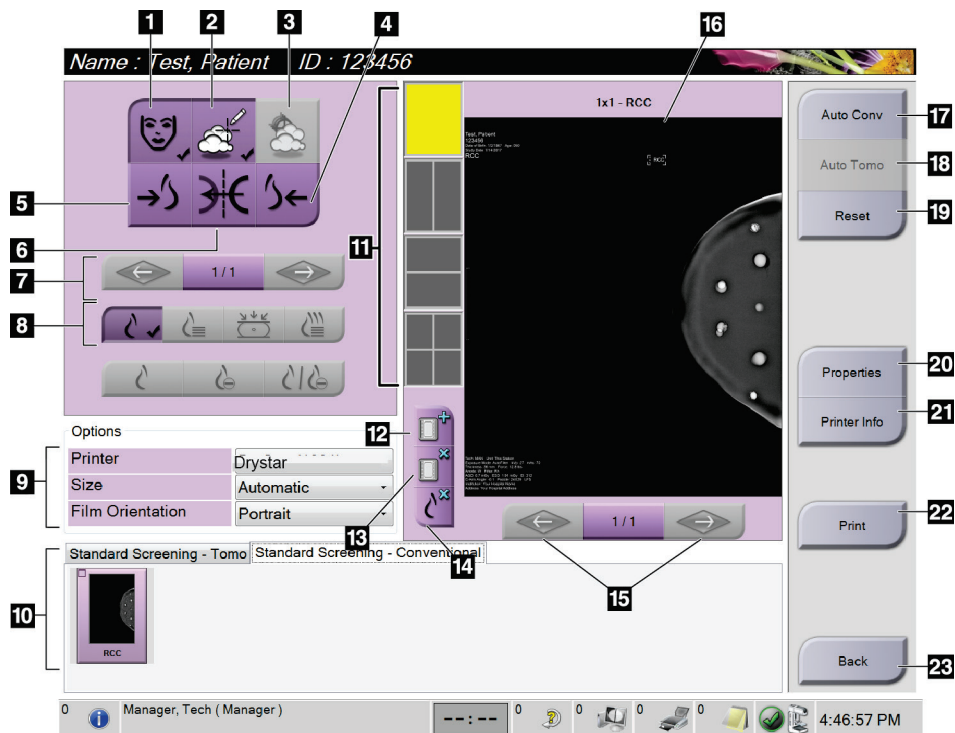 1
2
3
4
16
Name : Test, Patient ID : 123456
1x1 - RCC
Auto Conv
17
Test, Patient
123456
RCC
RCC
Auto Tomo
18
5
Reset
19
6
11
7
1 / 1
8
Properties
20
Options
12
Printer Info
21
9
Printer
Drystar
Size
Automatic
Film Orientation
Portrait
13
14
1 / 1
Print
22
15
10
Standard Screening - Tomo
Standard Screening - Conventional
RCC
Back
23
0
Manager, Tech ( Manager )
--:--
0
0
0
0
4:46:57 PM